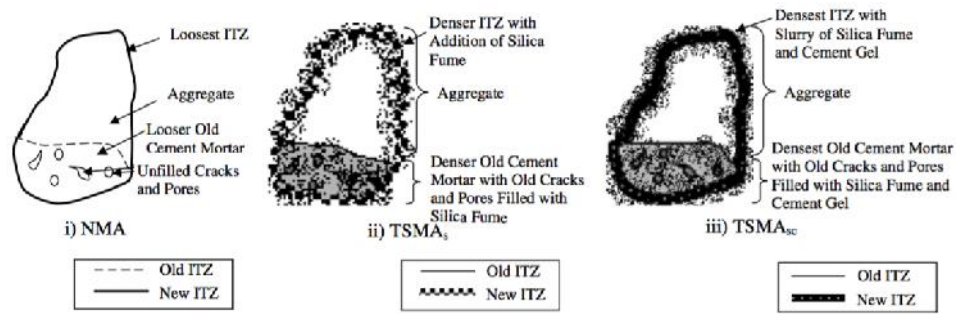 Loosest ITZ
Aggregate
Looser Old
Cement Mortar
Unfilled Cracks
and Pores
i) NMA
Old ITZ
New ITZ
Denser ITZ with
Addition of Silica
Fume
Aggregate
Denser Old Cement
Mortar with Old Cracks
and Pores Filled with
Silica Fume
ii) TSMAs
Old ITZ
New ITZ
Densest ITZ with
Slurry of Silica Fume
and Cement Gel
Aggregate
Densest Old Cement Mortar
with Old Cracks and Pores
Filled with Silica Fume and
Cement Gel
iii) TSMAsc
Old ITZ
New ITZ